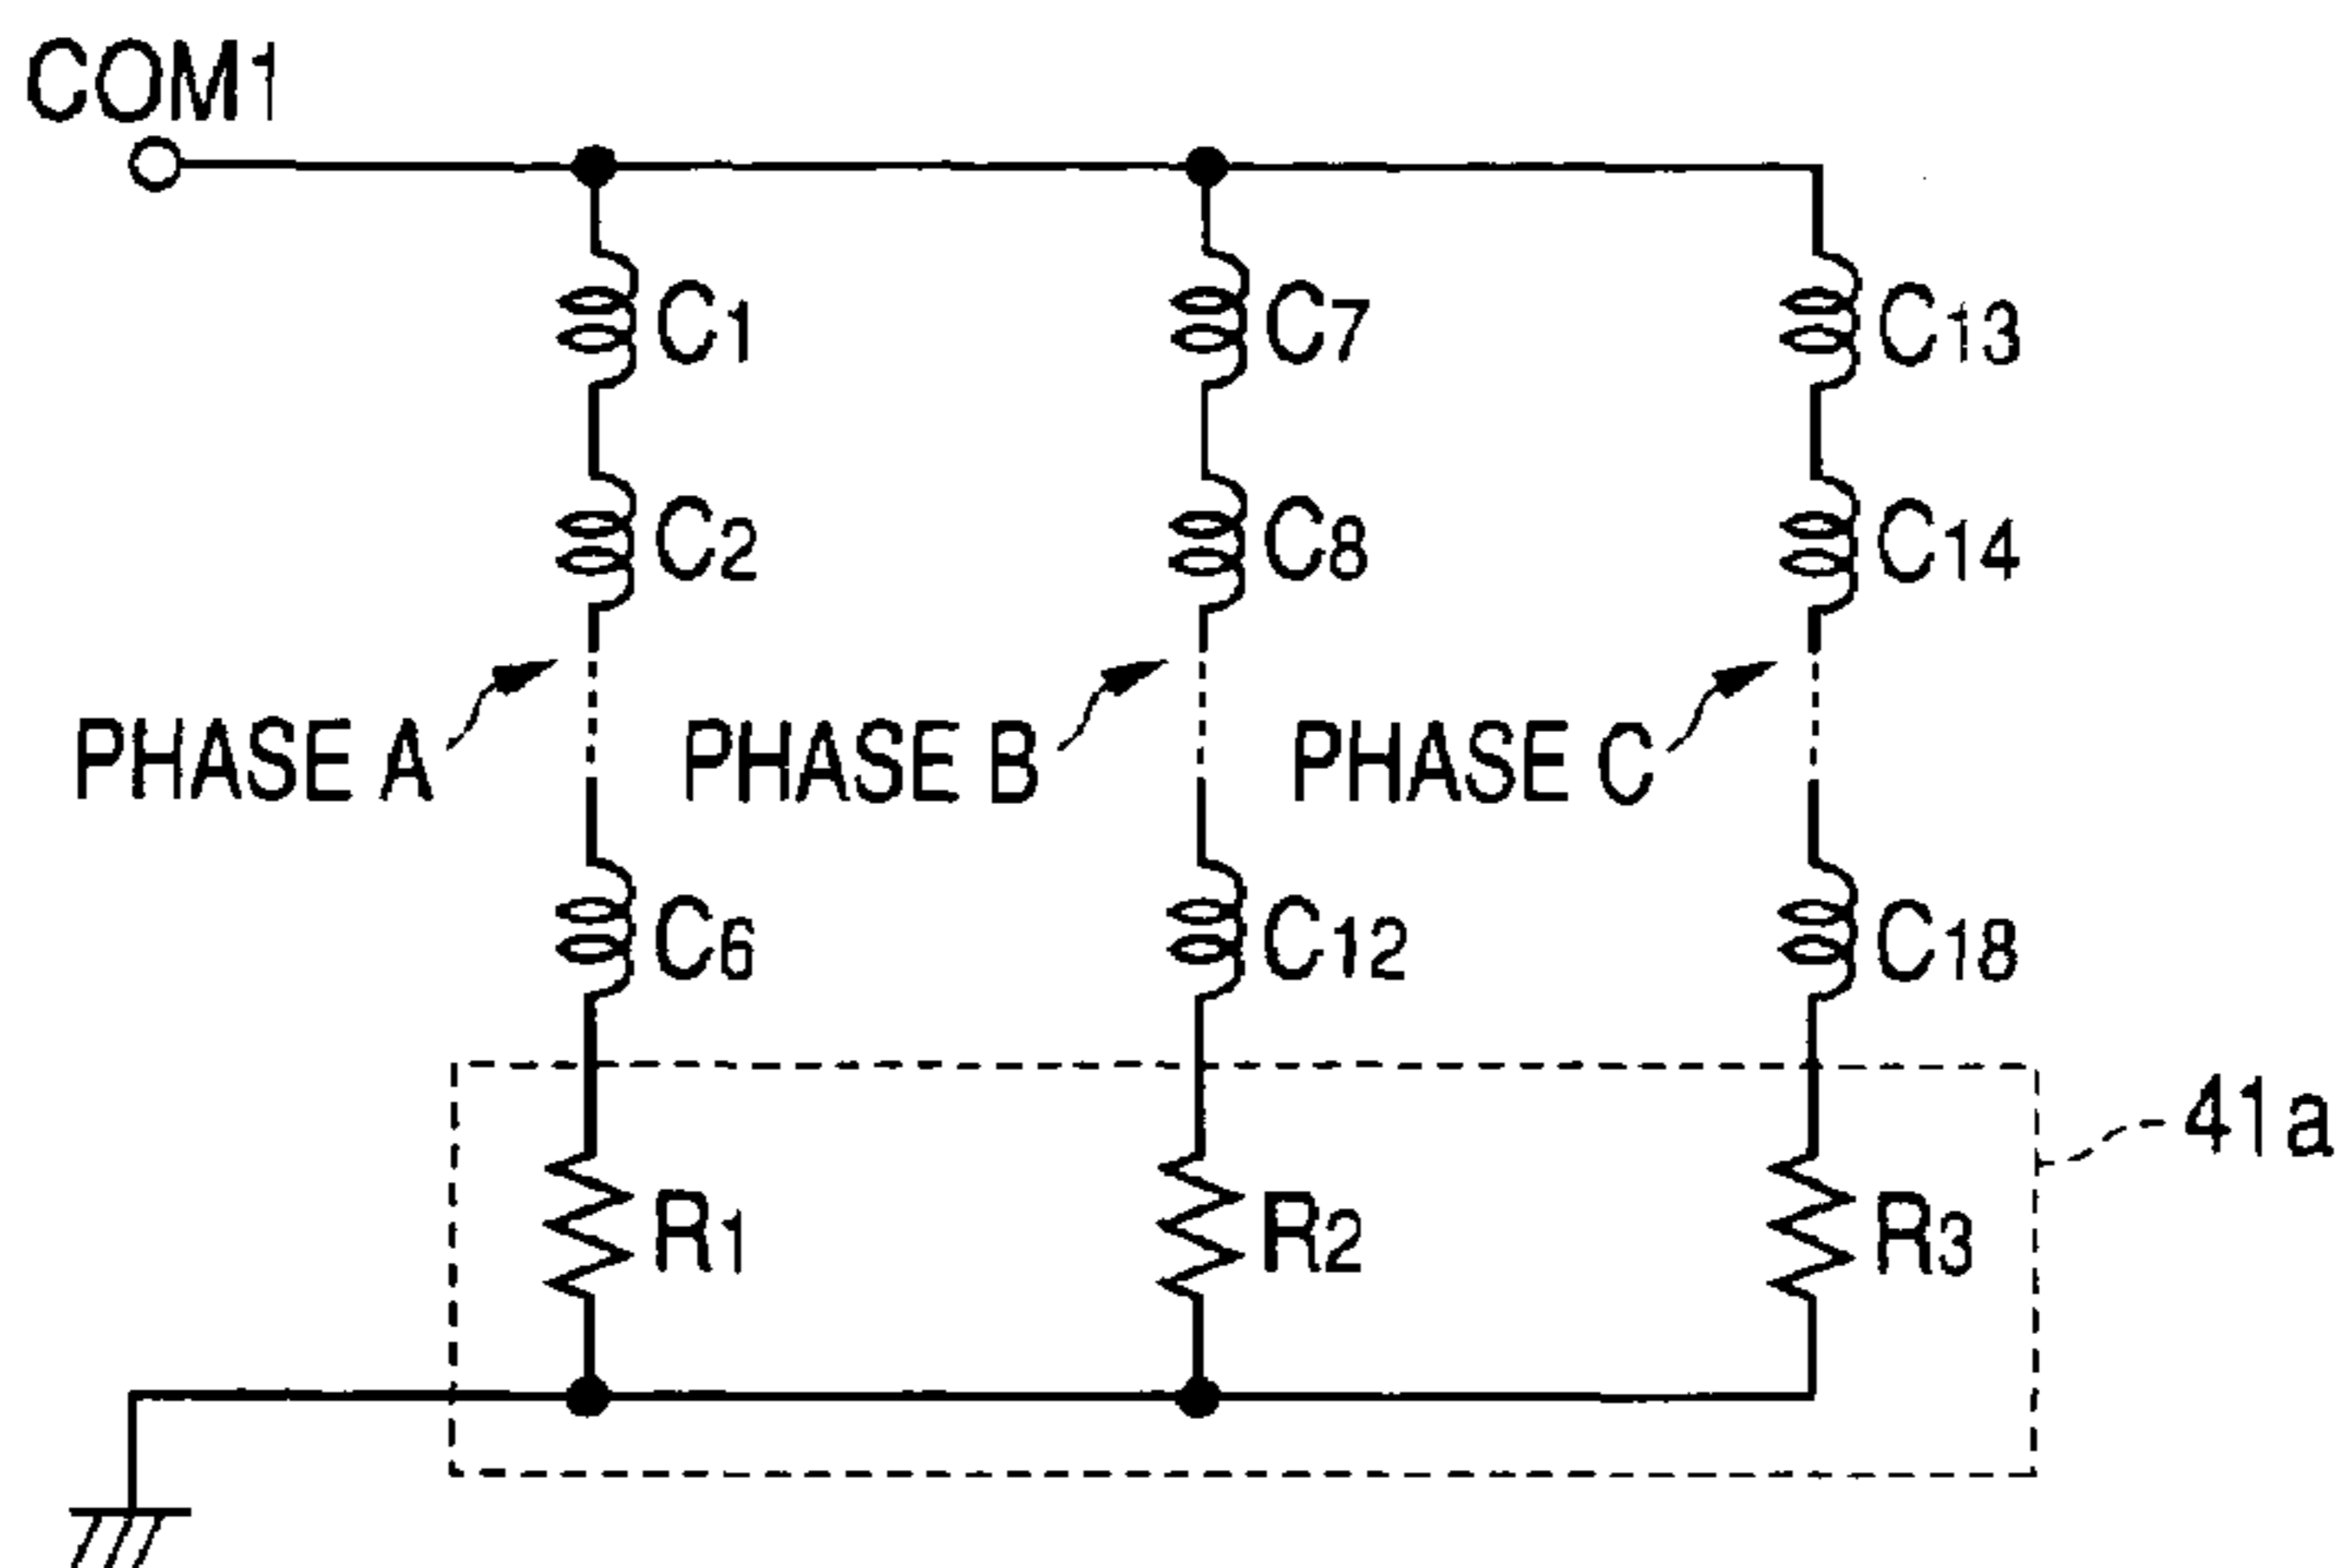 COM1
C1
C7
C13
C2
C8
C14
PHASE A
PHASE B
PHASE C
C6
C12
C18
41a
R1
R2
R3